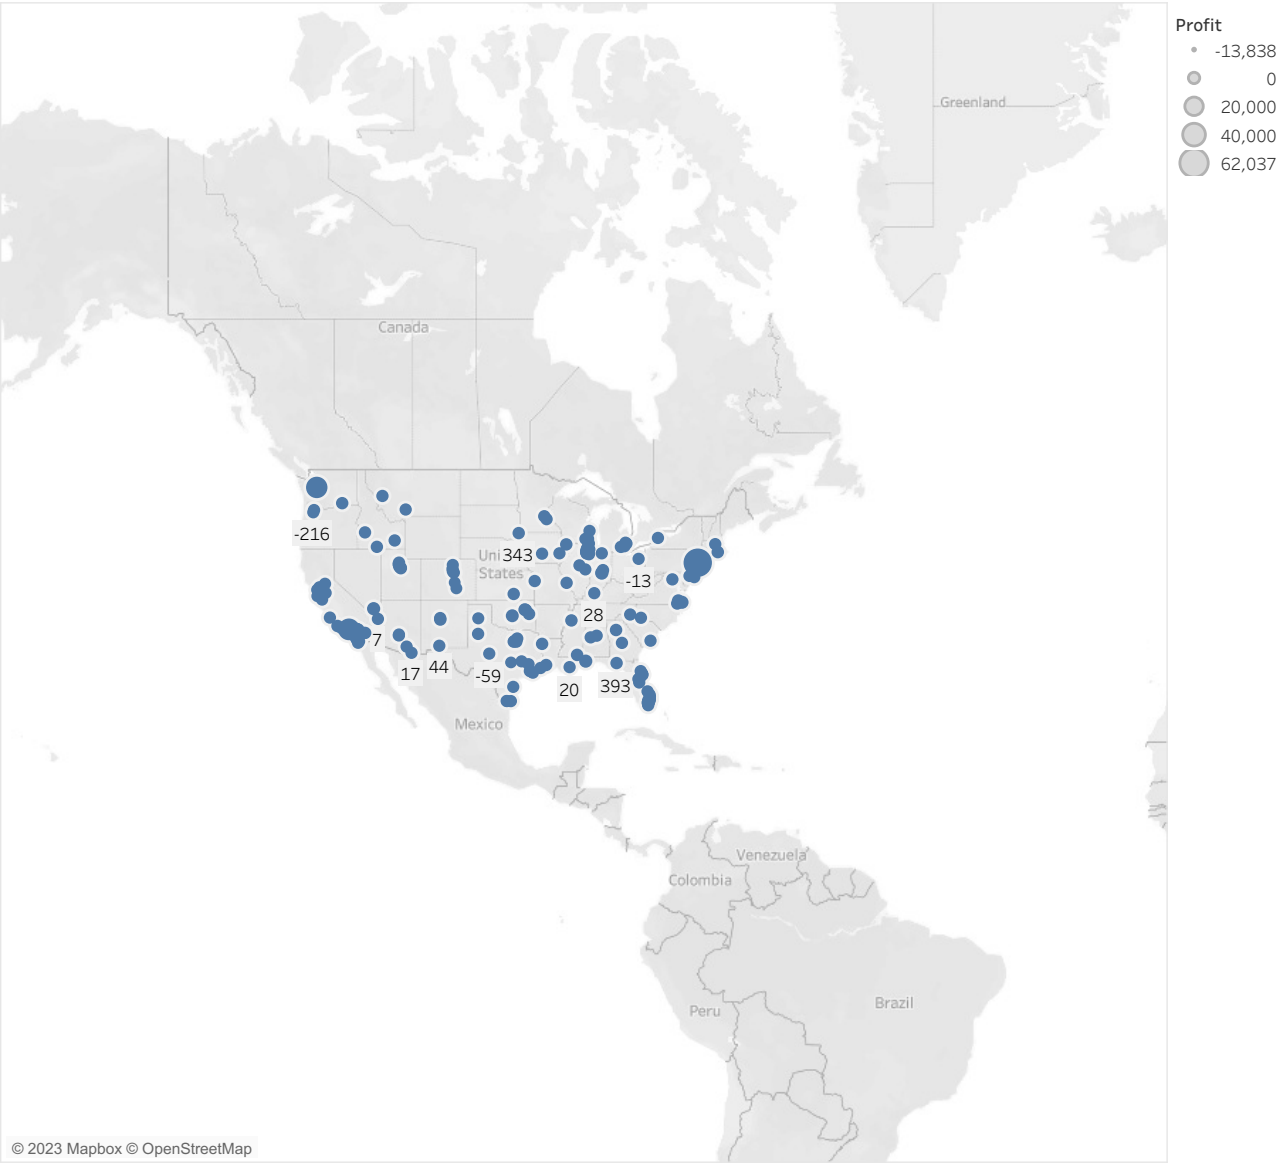 Profit
-13,838
0
20,000
40,000
62,037
Greenland
Canada
-216
United States
343
-13
28
7
17
44
-59
20
393
Mexico
Venezuela
Colombia
Brazil
Peru
© 2023 Mapbox © OpenStreetMap